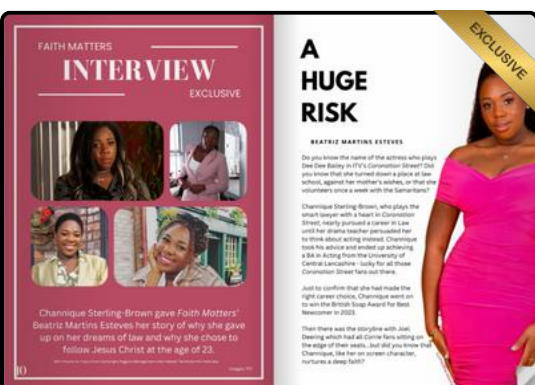 FAITH MATTERS
INTERVIEW
EXCLUSIVE
Channique Sterling-Brown gave Faith Matters'
Beatriz Martins Esteves her story of why she gave
up on her dreams of law and why she chose to
follow Jesus Christ at the age of 23.
10
EXCLUSIVE
A
HUGE
RISK
BEATRIZ MARTINS ESTEVES
Do you know the name of the actress who plays
Dee Dee Bailey in ITV's Coronation Street? Did
you know that she turned down a place at law
school, against her mother's wishes, or that she
volunteers once a week with the Samaritans?
Channique Sterling-Brown, who plays the
smart lawyer with a heart in Coronation
Street, nearly pursued a career in Law
until her drama teacher persuaded her
to think about acting instead. Channique
took his advice and ended up achieving
a BA in Acting from the University of
Central Lancashire - lucky for all those
Coronation Street fans out there.
Just to confirm that she had made the
right career choice, Channique went on
to win the British Soap Award for Best
Newcomer in 2023.
Then there was the storyline with Joel
Deering which had all Corrie fans sitting on
the edge of their seats...but did you know that
Channique, like her on screen character,
nurtures a deep faith?